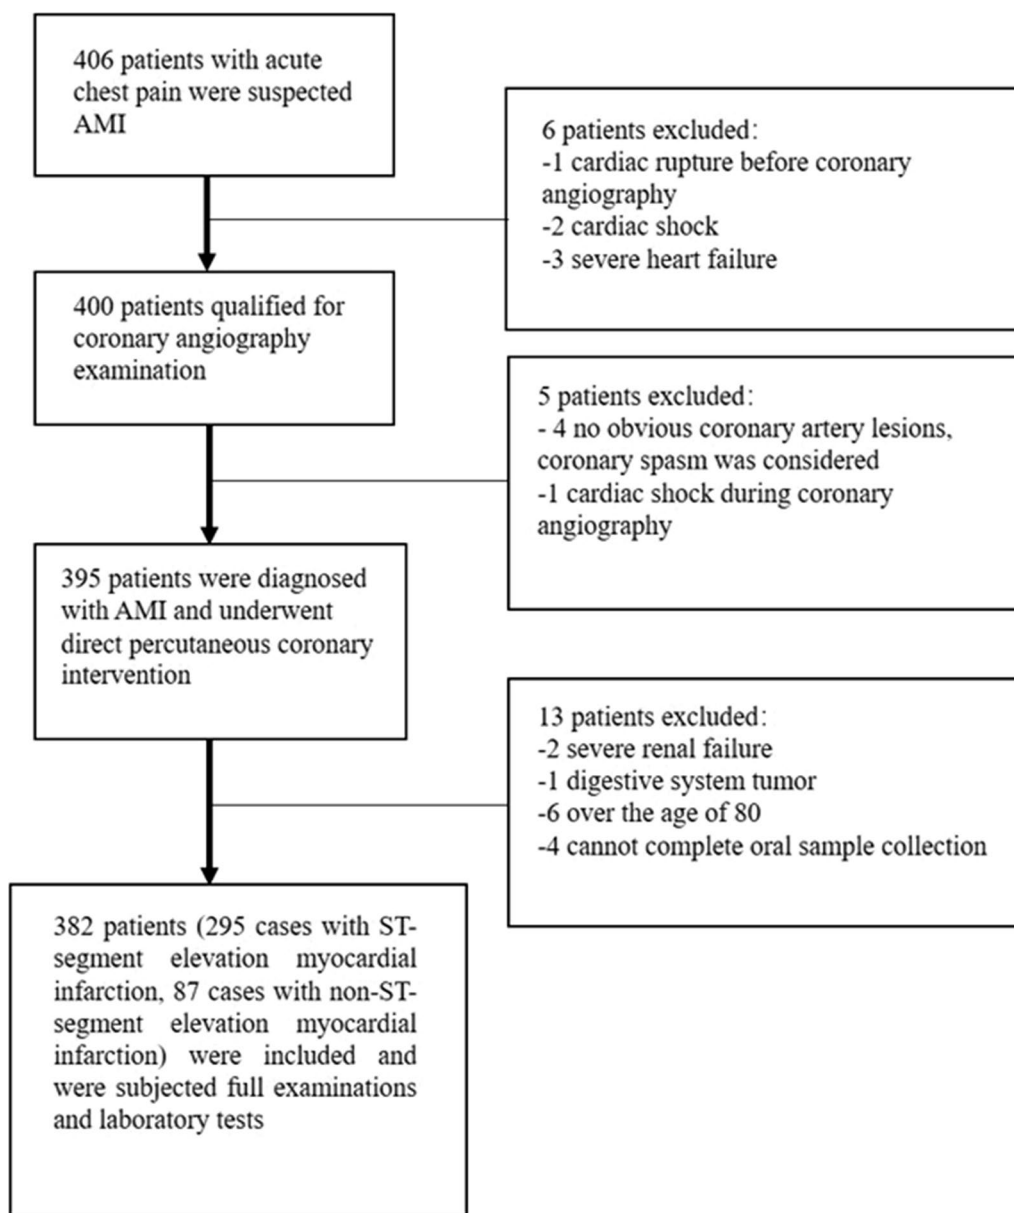 406 patients with acute
chest pain were suspected
AMI
6 patients excluded:
-1 cardiac rupture before coronary
angiography
-2 cardiac shock
-3 severe heart failure
400 patients qualified for
coronary angiography
examination
5 patients excluded:
- 4 no obvious coronary artery lesions,
coronary spasm was considered
-1 cardiac shock during coronary
angiography
395 patients were diagnosed
with AMI and underwent
direct percutaneous coronary
intervention
13 patients excluded:
-2 severe renal failure
-1 digestive system tumor
-6 over the age of 80
-4 cannot complete oral sample collection
382 patients (295 cases with ST-
segment elevation myocardial
infarction, 87 cases with non-ST-
segment elevation myocardial
infarction) were included and
were subjected full examinations
and laboratory tests